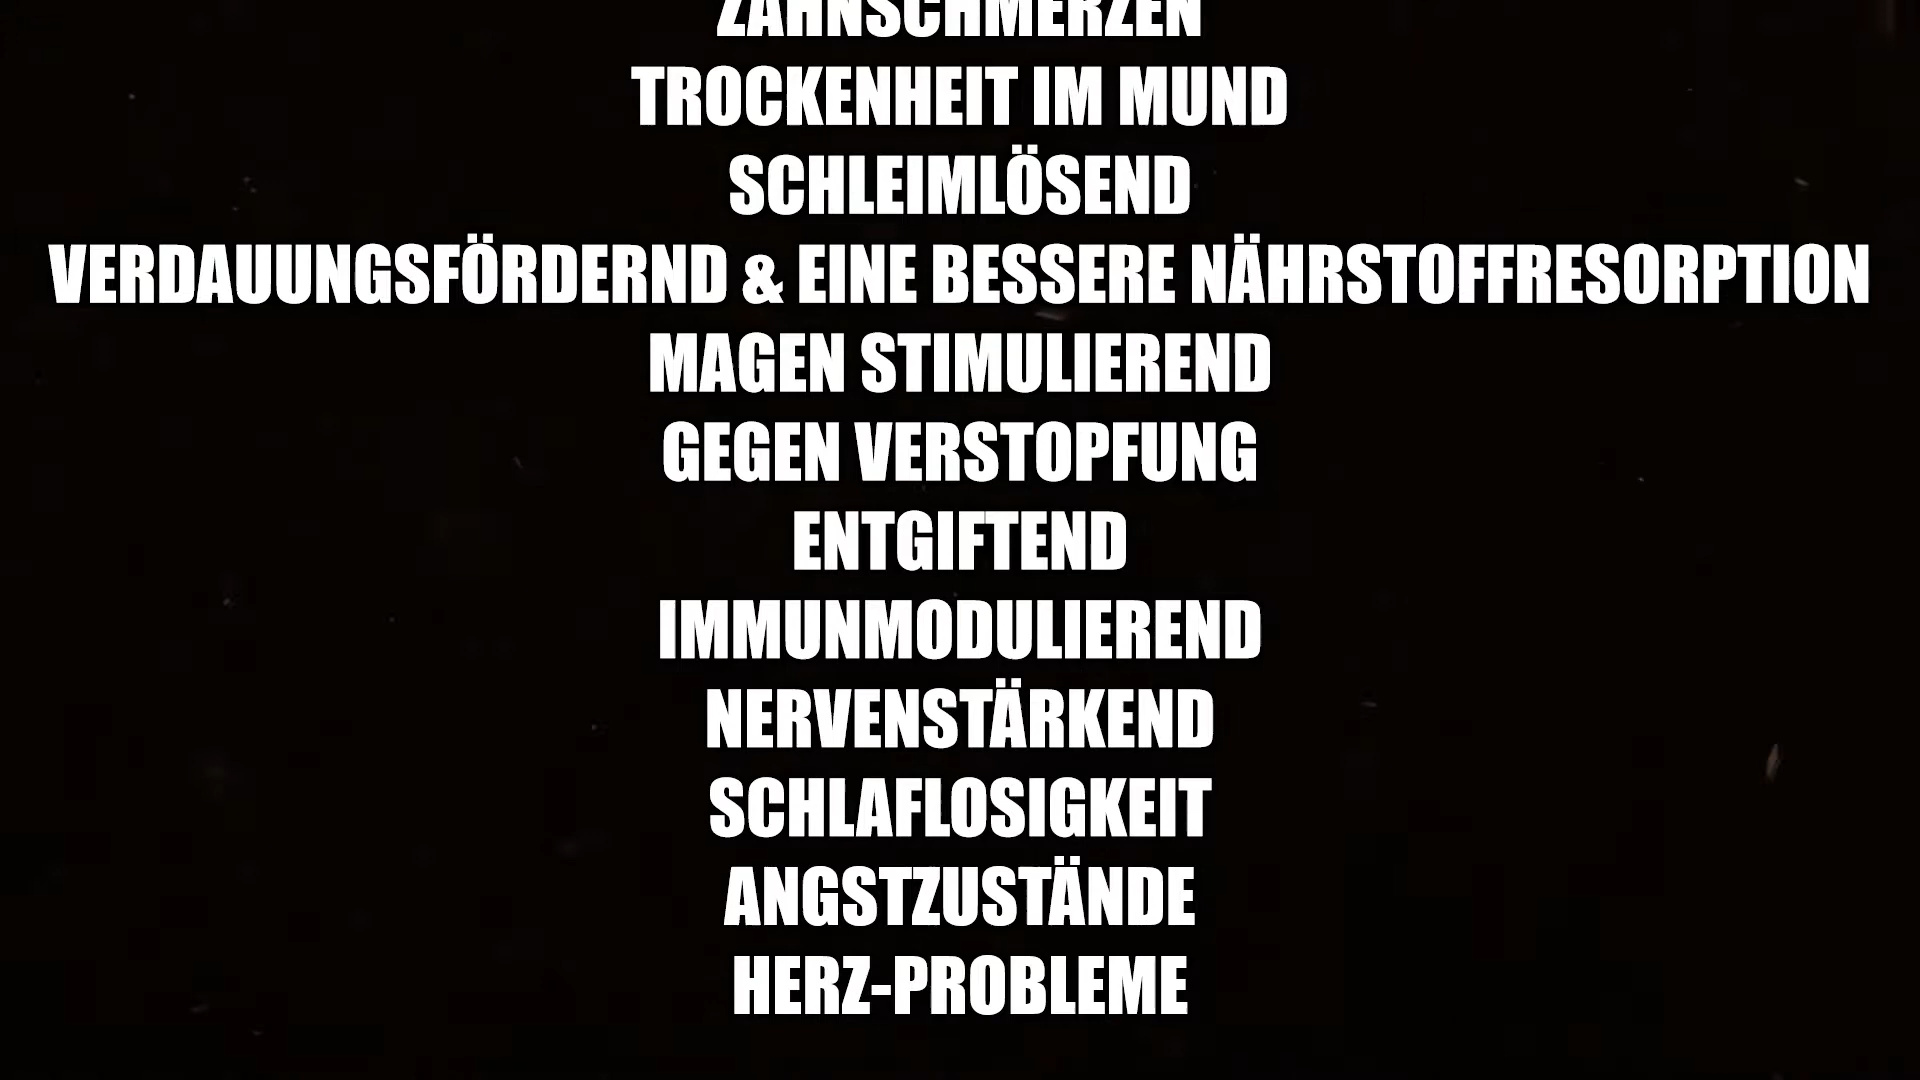 ZAHNSCHMERZEN
TROCKENHEIT IM MUND
SCHLEIMLÖSEND
VERDAUUNGSFÖRDERND & EINE BESSERE NÄHRSTOFFRESORPTION
MAGEN STIMULIEREND
GEGEN VERSTOPFUNG
ENTGIFTEND
IMMUNMODULIEREND
NERVENSTÄRKEND
SCHLAFLOSIGKEIT
ANGSTZUSTÄNDE
HERZ-PROBLEME